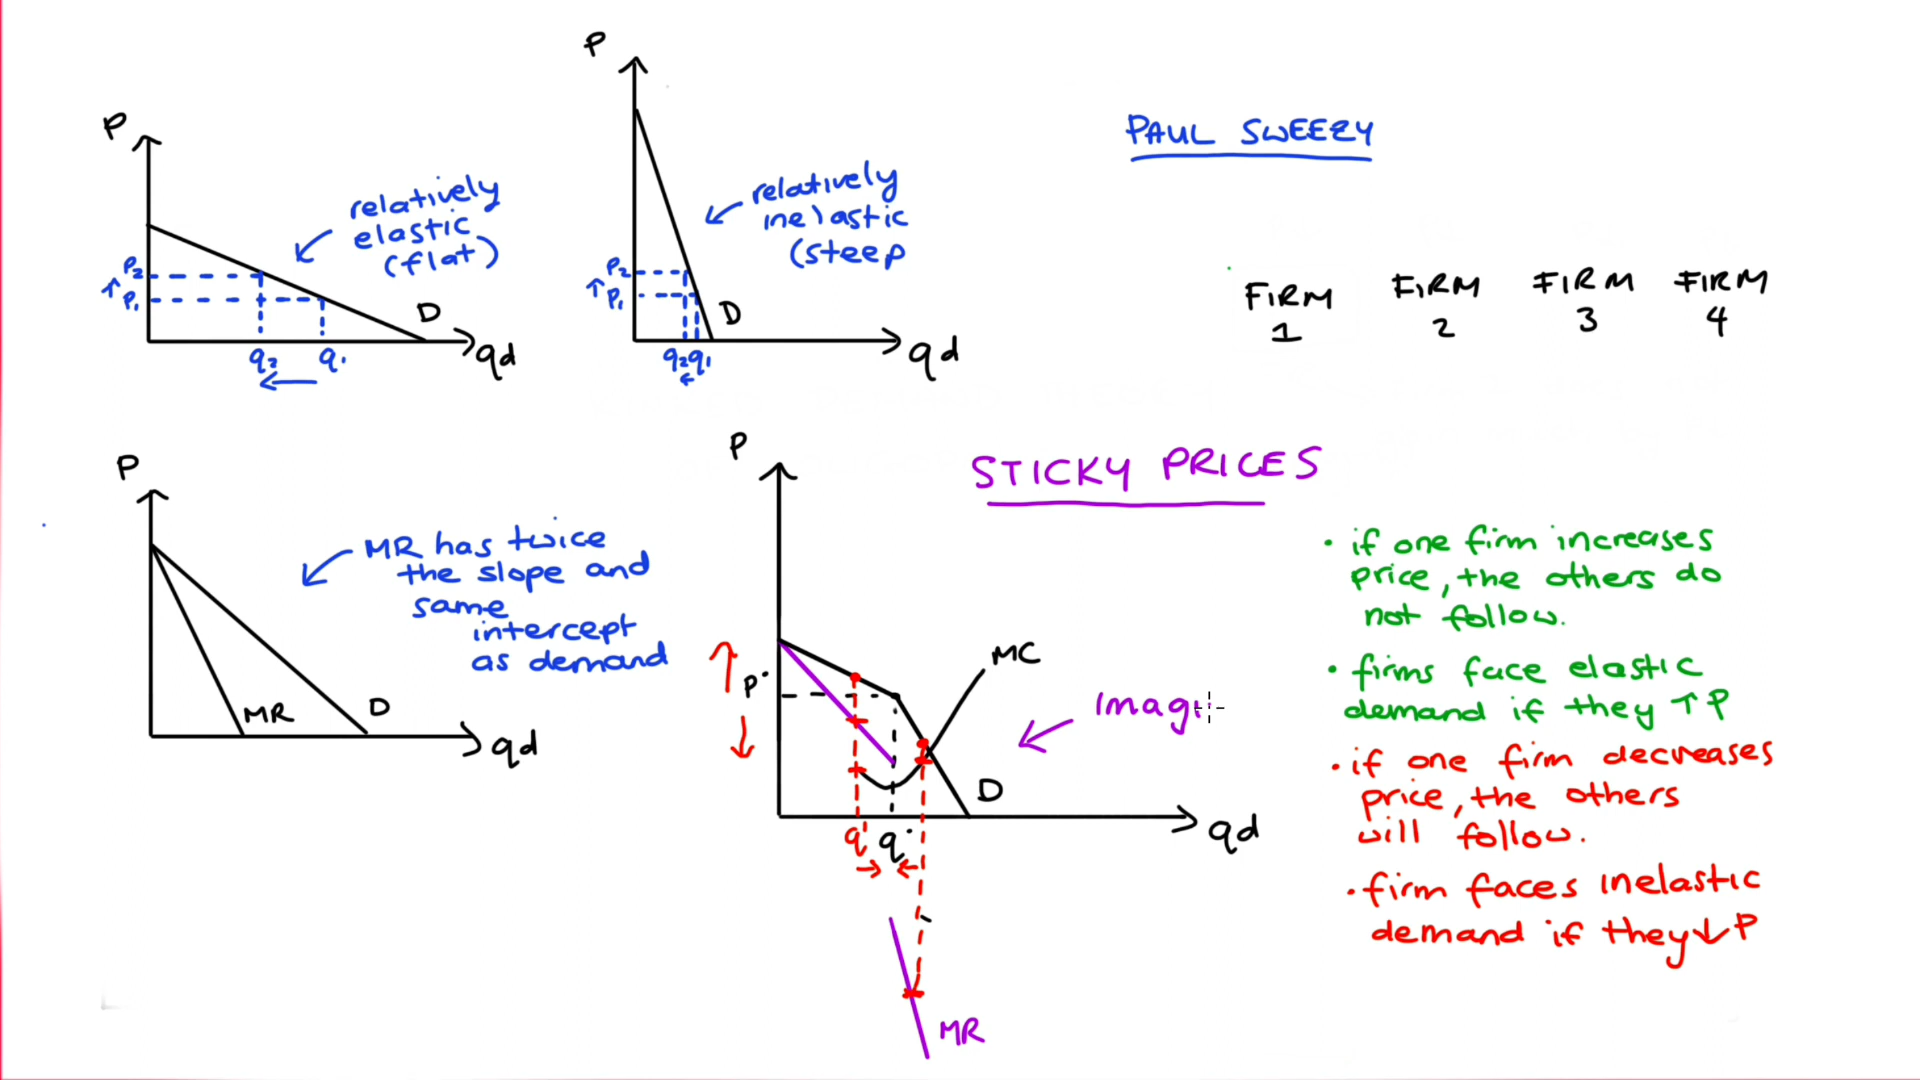 P
relatively
elastic
(flat)
P2
↑ P1
D
q2
q1
qd
P
relatively
inelastic
(steep
P2
↑ P1
D
q2 q1
qd
PAUL SWEEZY
FIRM FIRM FIRM FIRM
1 2 3 4
P
MR has twice
the slope and
same
intercept
as demand
MR
D
qd
STICKY PRICES
P
P*
MC
Imagi
D
q' q*
qd
MR
• if one firm increases
price, the others do
not follow.
• firms face elastic
demand if they ↑ P
• if one firm decreases
price, the others
will follow.
• firm faces inelastic
demand if they ↓ P